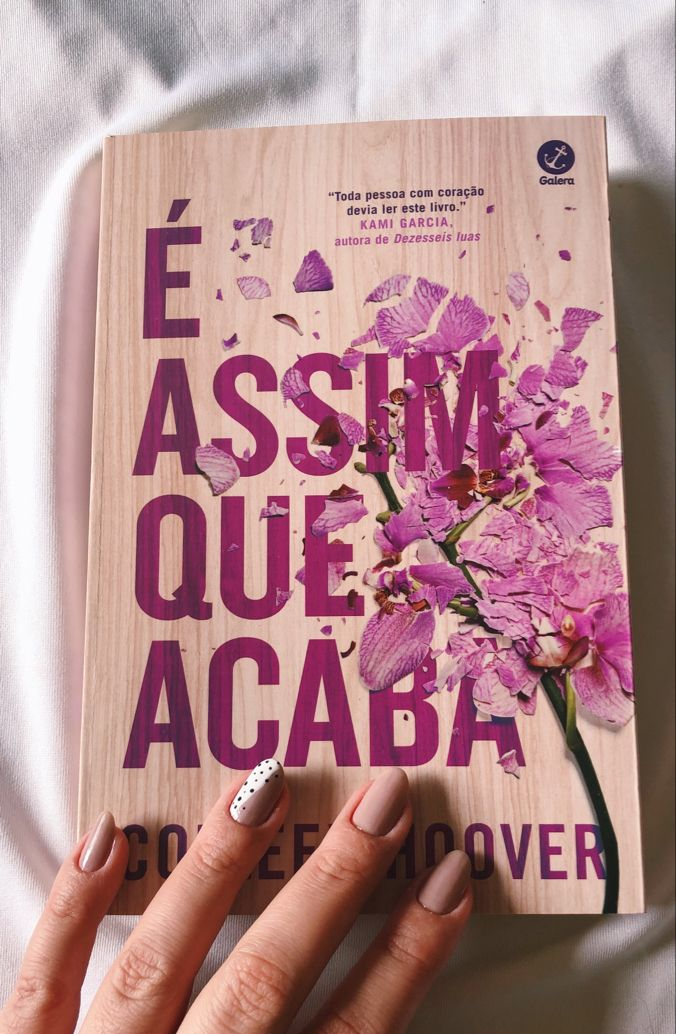 Galera
“Toda pessoa com coração
devia ler este livro.”
KAMI GARCIA,
autora de Dezesseis luas
É
ASSIM
QUE
ACABA
HOOVER